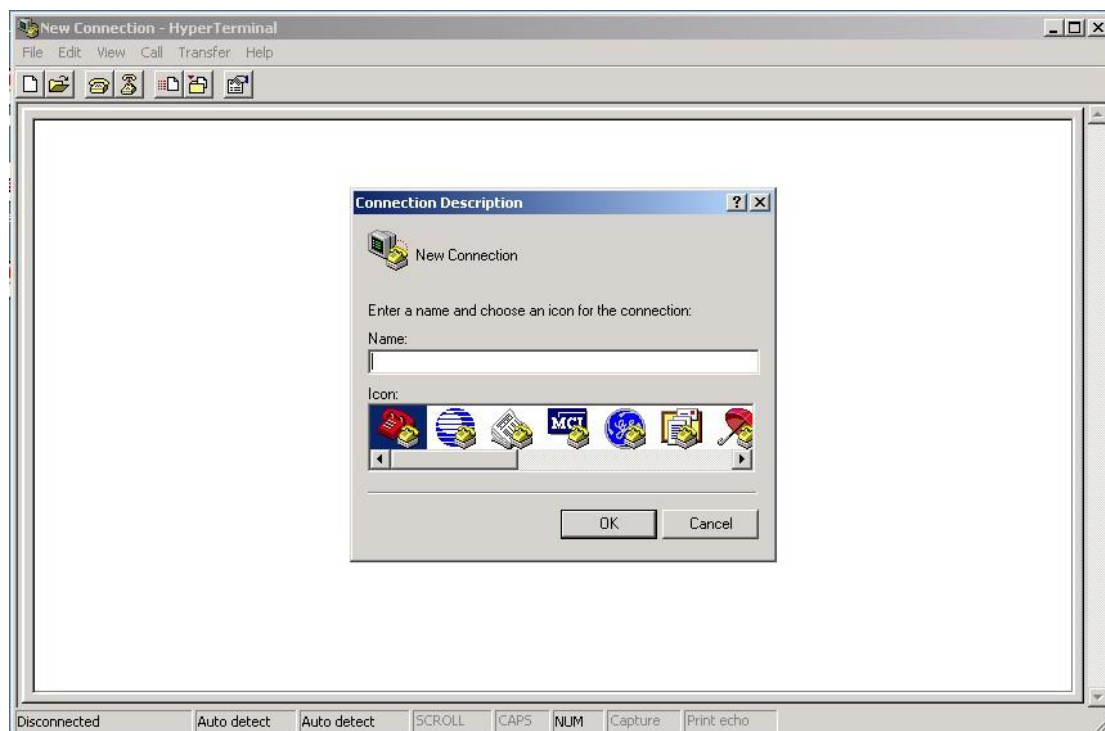 New Connection - HyperTerminal
File Edit View Call Transfer Help
Connection Description
New Connection
Enter a name and choose an icon for the connection:
Name:
Icon:
MCI
OK Cancel
Disconnected Auto detect Auto detect SCROLL CAPS NUM Capture Print echo